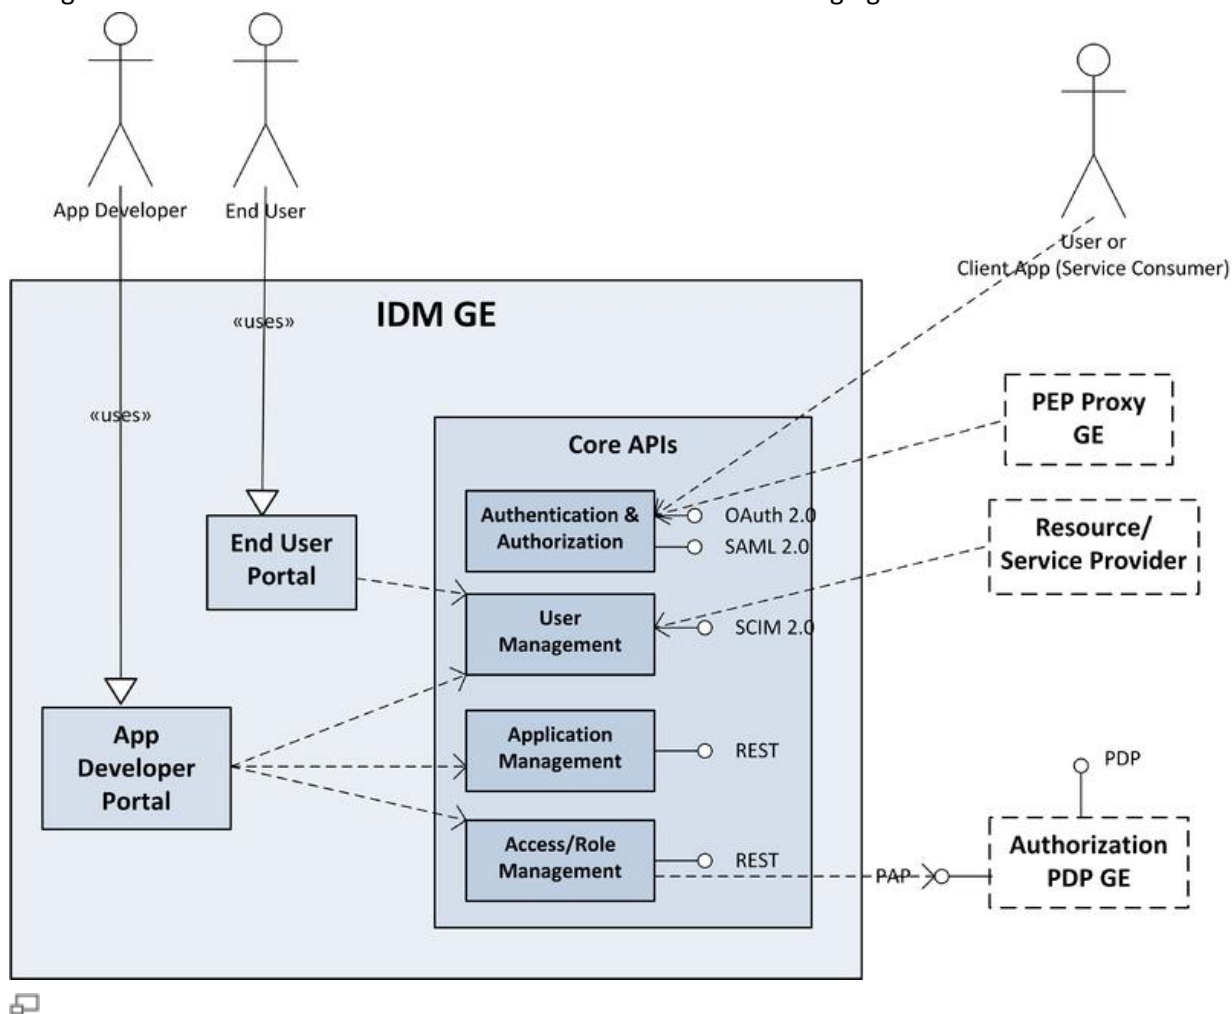 App Developer
End User
User or
Client App (Service Consumer)
IDM GE
«uses»
«uses»
PEP Proxy
GE
Core APIs
Authentication &
Authorization
OAuth 2.0
SAML 2.0
Resource/
Service Provider
End User
Portal
User
Management
SCIM 2.0
App
Developer
Portal
Application
Management
REST
PDP
Access/Role
Management
REST
PAP
Authorization
PDP GE